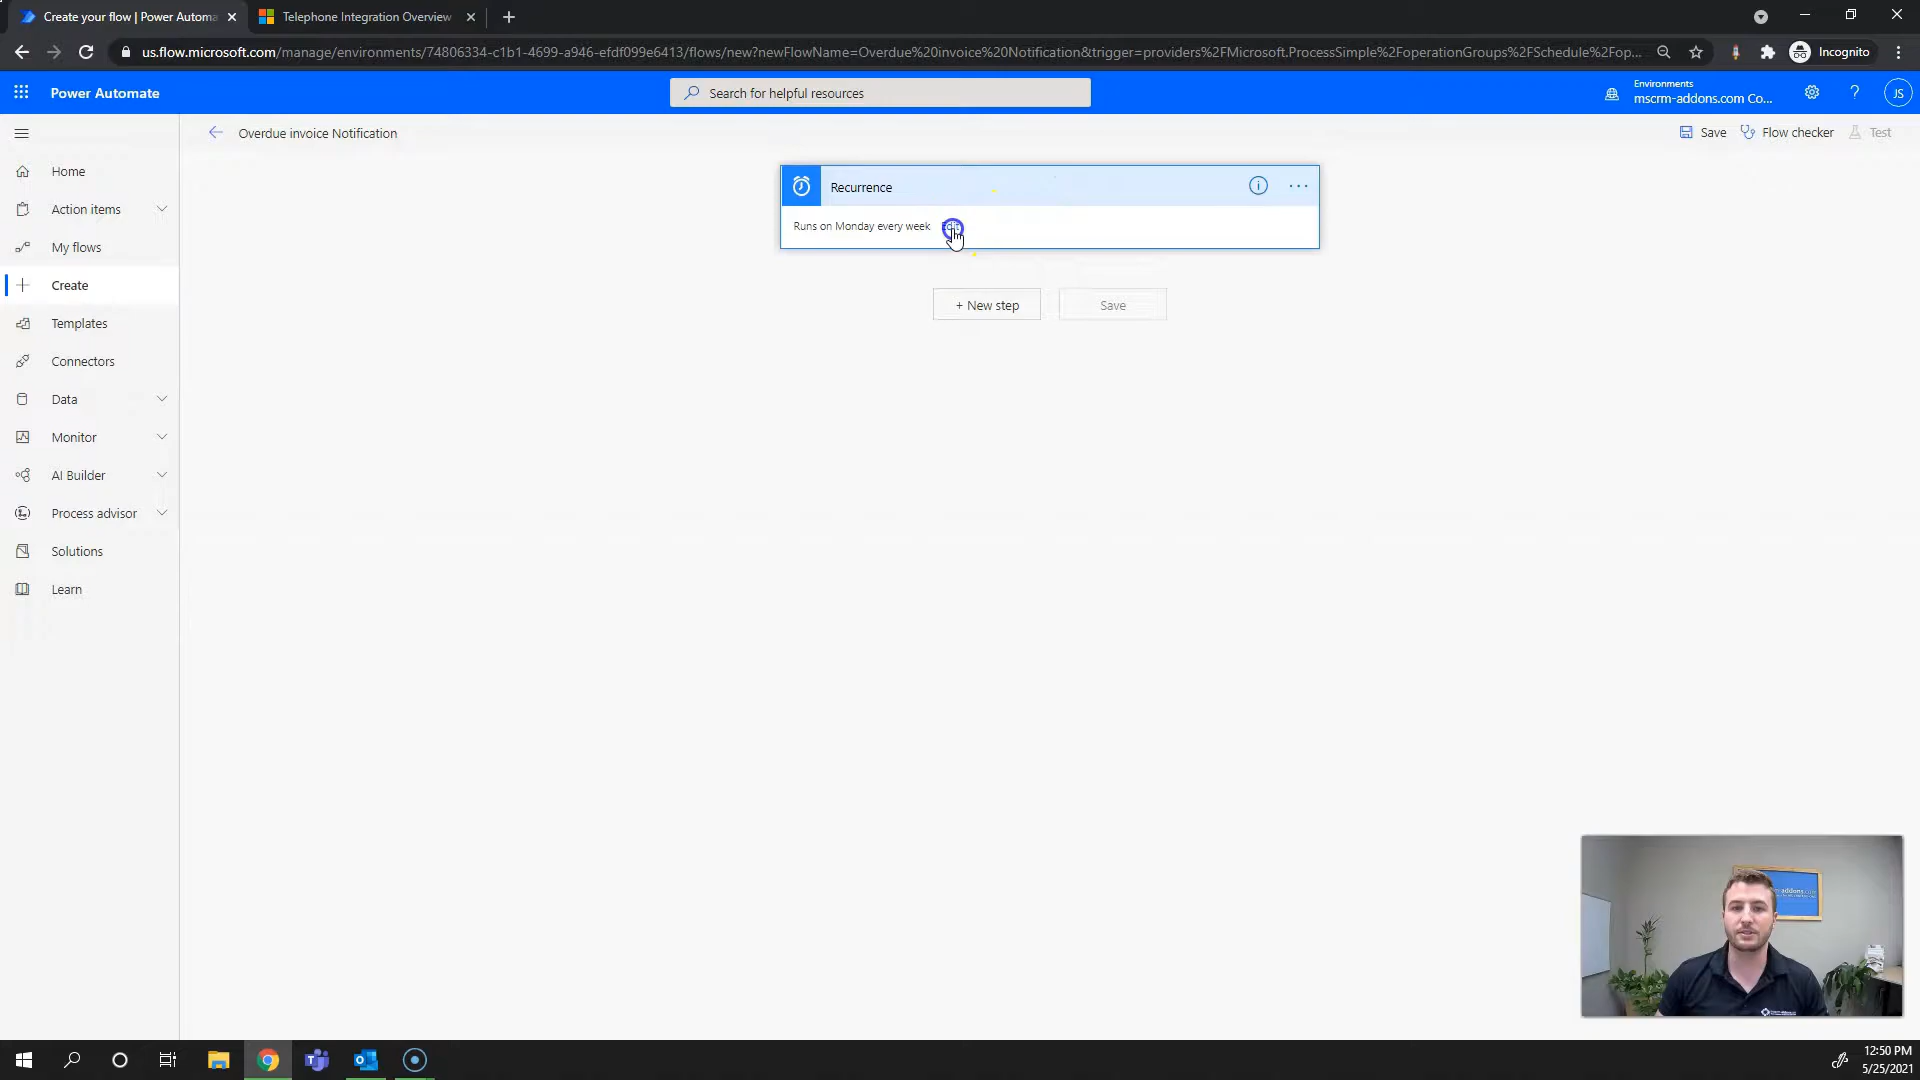 Create your flow | Power Automa
Telephone Integration Overview
us.flow.microsoft.com/manage/environments/74806334-c1b1-4699-a946-efdf099e6413/flows/new?newFlowName=Overdue%20invoice%20Notification&trigger=providers%2FMicrosoft.ProcessSimple%2FoperationGroups%2FSchedule%2Fop...
Incognito
Power Automate
Search for helpful resources
Environments
mscrm-addons.com Co...
JS
Overdue invoice Notification
Save
Flow checker
Test
Home
Action items
My flows
Create
Templates
Connectors
Data
Monitor
AI Builder
Process advisor
Solutions
Learn
Recurrence
Runs on Monday every week
Edit
+ New step
Save
12:50 PM
5/25/2021